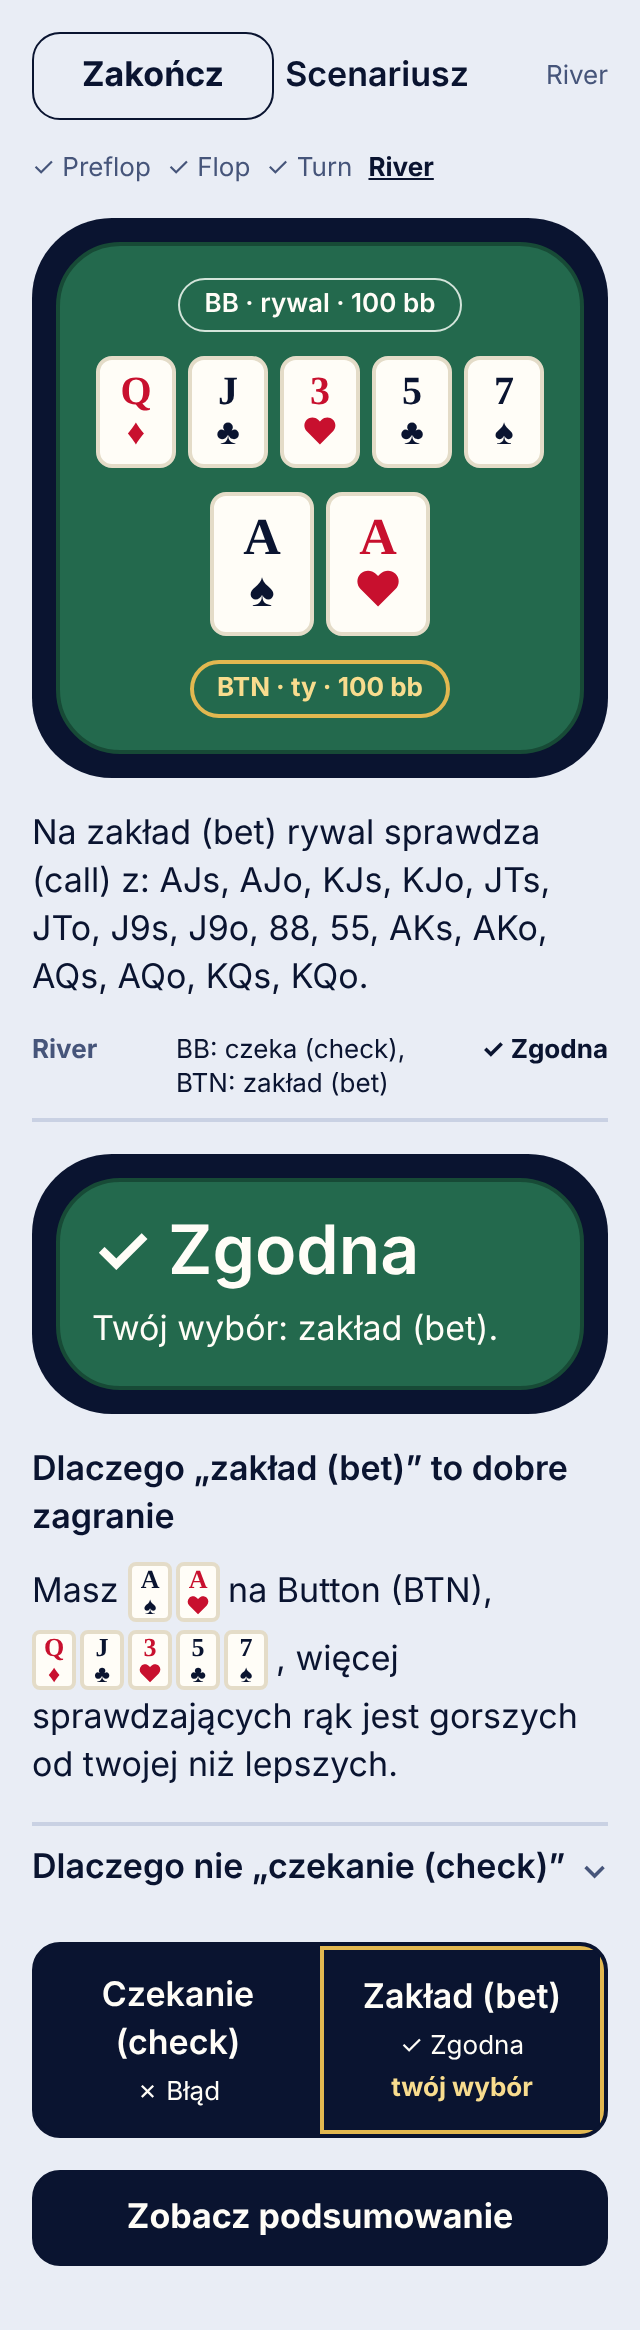 Zakończ Scenariusz River
✓ Preflop ✓ Flop ✓ Turn River
BB · rywal · 100 bb
Q♦ J♣ 3♥ 5♣ 7♠
A♠ A♥
BTN · ty · 100 bb
Na zakład (bet) rywal sprawdza
(call) z: AJs, AJo, KJs, KJo, JTs,
JTo, J9s, J9o, 88, 55, AKs, AKo,
AQs, AQo, KQs, KQo.
River BB: czeka (check), ✓ Zgodna
BTN: zakład (bet)
✓ Zgodna
Twój wybór: zakład (bet).
Dlaczego „zakład (bet)” to dobre
zagranie
Masz A♠ A♥ na Button (BTN),
Q♦ J♣ 3♥ 5♣ 7♠ , więcej
sprawdzających rąk jest gorszych
od twojej niż lepszych.
Dlaczego nie „czekanie (check)”
Czekanie
(check)
× Błąd
Zakład (bet)
✓ Zgodna
twój wybór
Zobacz podsumowanie